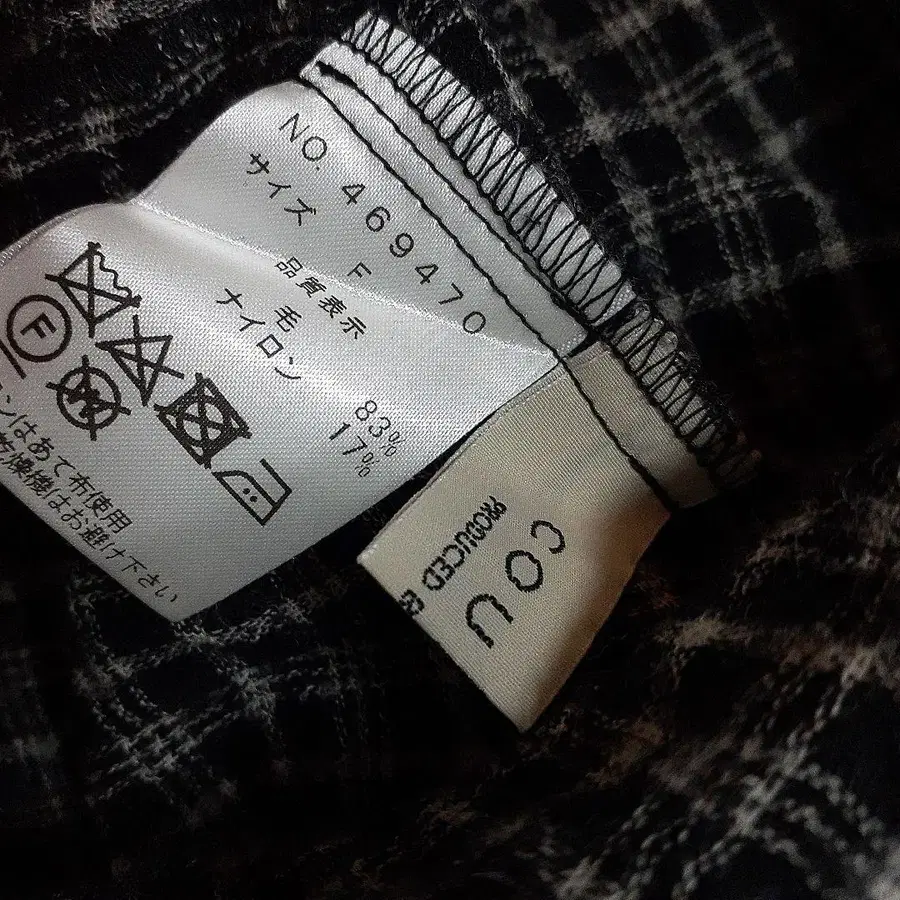 NO. 469470
サイズ F
品質表示
毛 83%
ナイロン 17%
F
W
ンはあて布使用
乾燥機はお避け下さい
COU
PRODUCED